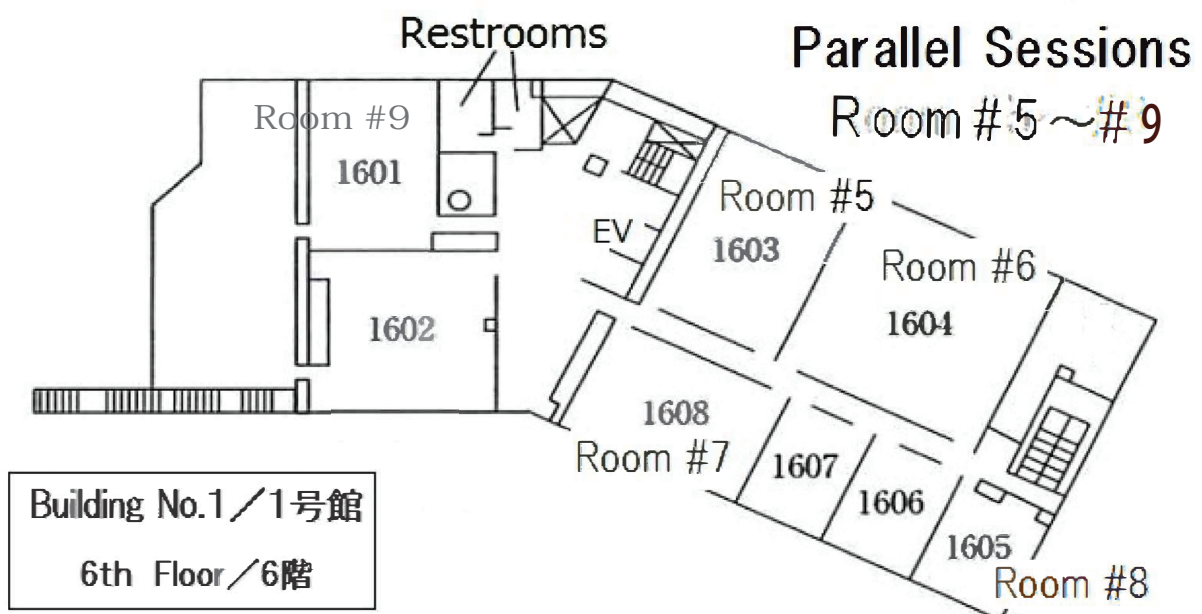 Restrooms
Parallel Sessions
Room #5～#9
Room #9
1601
Room #5
1603
EV
Room #6
1604
1602
1608
Room #7
1607
1606
1605
Room #8
Building No.1／1号館
6th Floor／6階